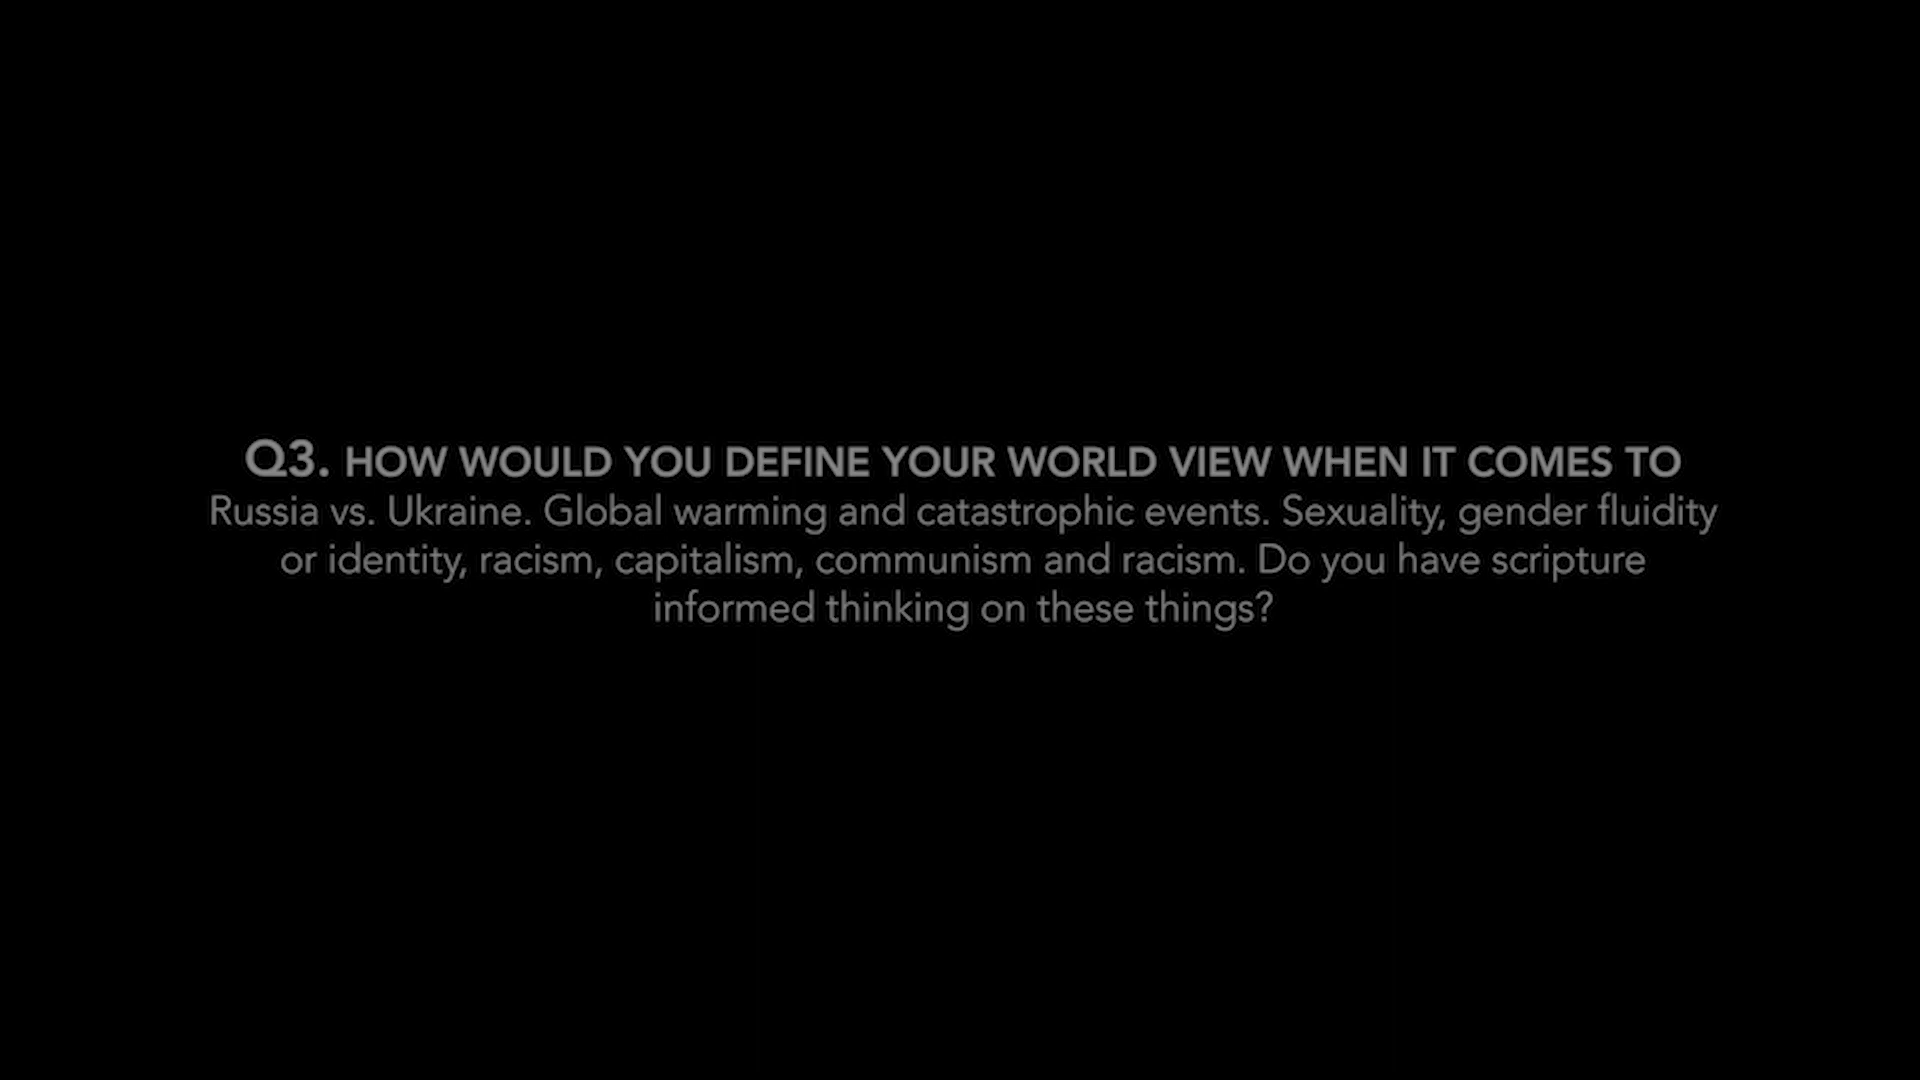 Q3. HOW WOULD YOU DEFINE YOUR WORLD VIEW WHEN IT COMES TO
Russia vs. Ukraine. Global warming and catastrophic events. Sexuality, gender fluidity
or identity, racism, capitalism, communism and racism. Do you have scripture
informed thinking on these things?